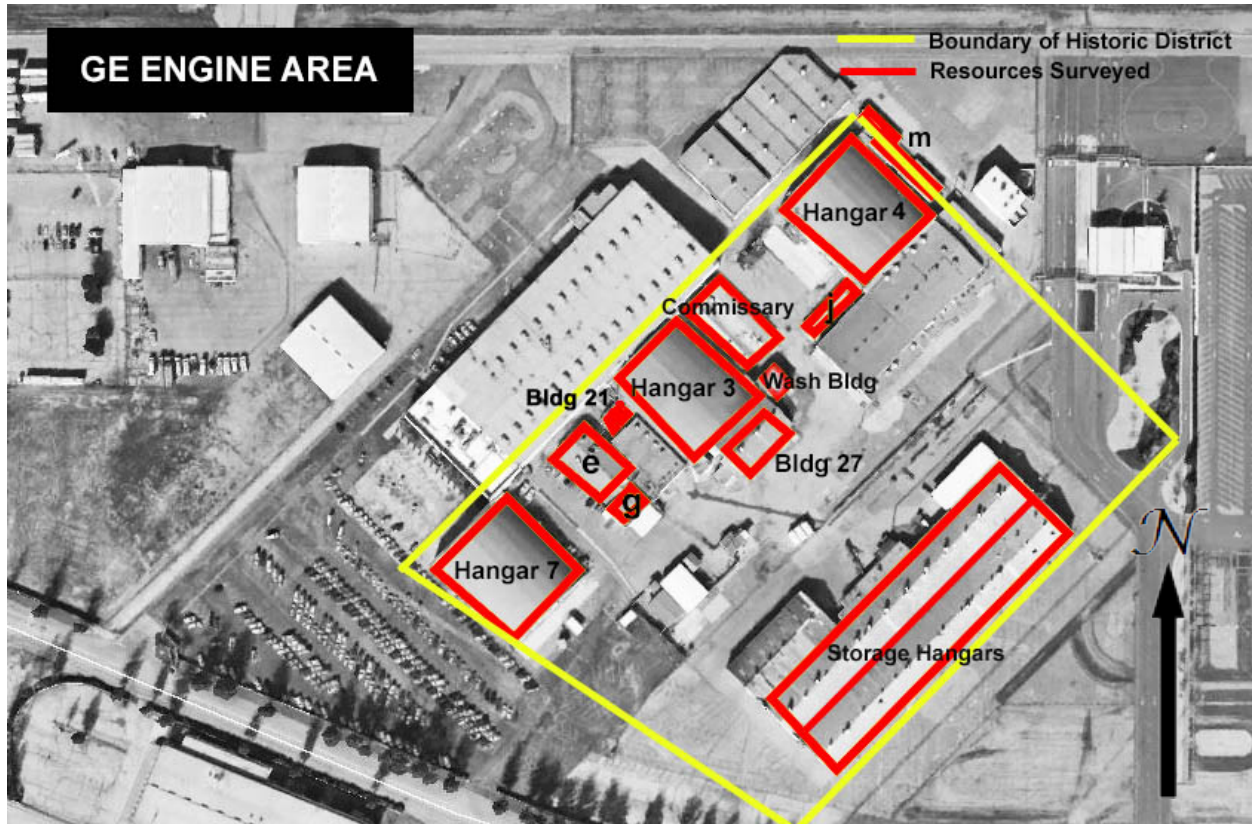 GE ENGINE AREA
Boundary of Historic District
Resources Surveyed
m
Hangar 4
Commissary
j
Hangar 3
Wash Bldg
Bldg 21
e
Bldg 27
g
N
Hangar 7
Storage Hangars